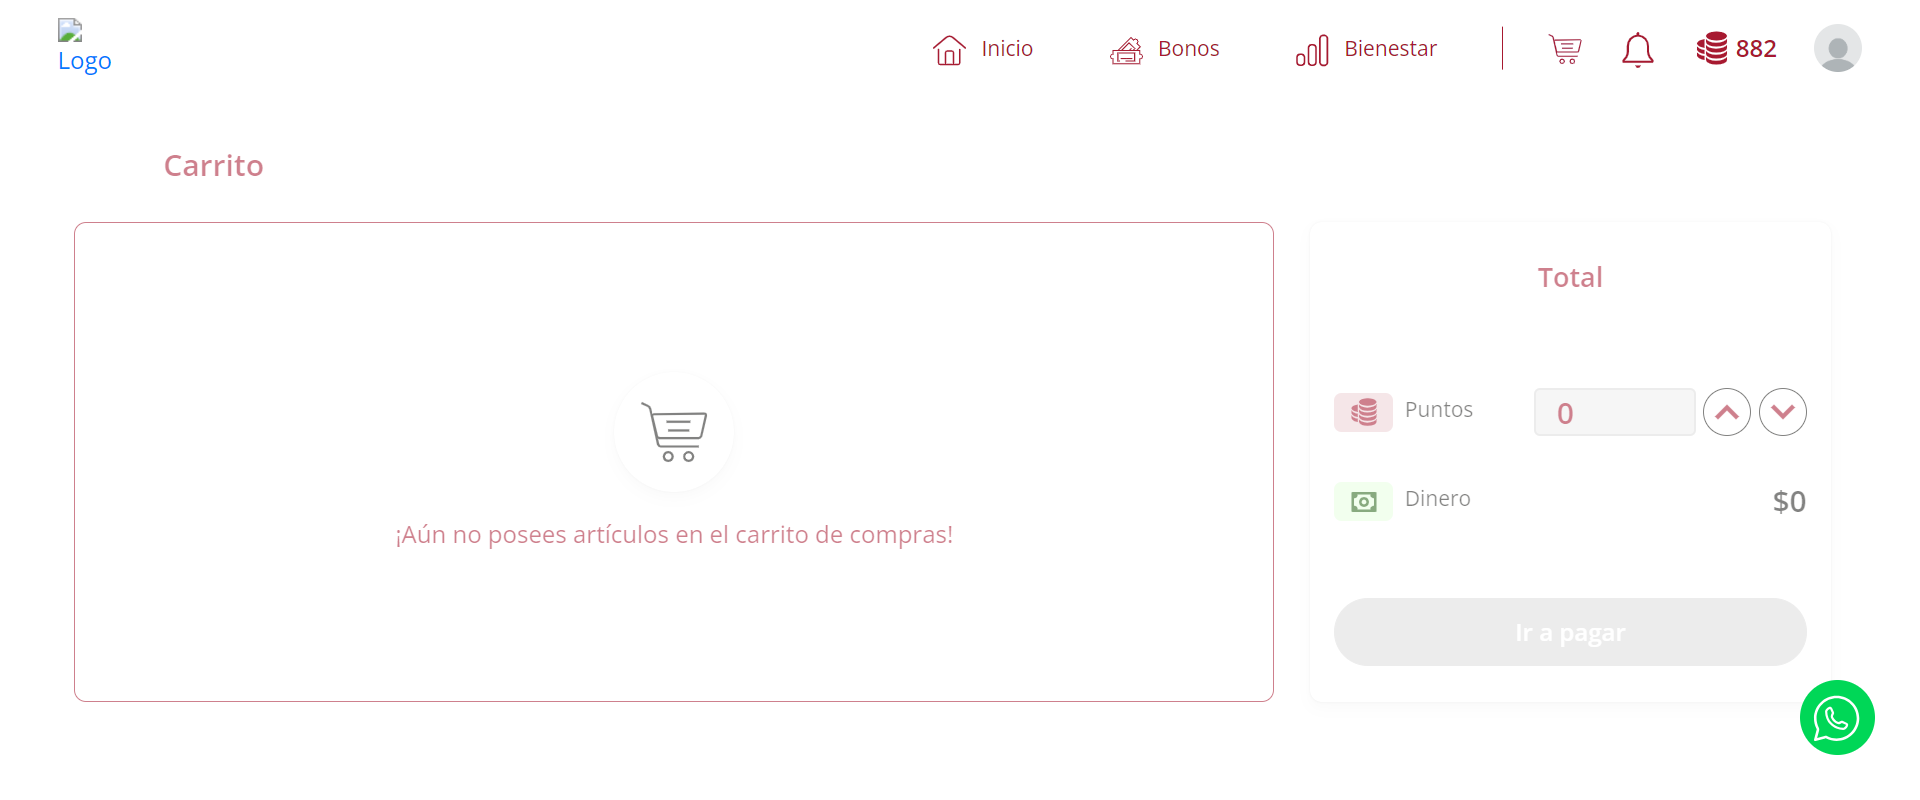 Logo
Inicio
Bonos
Bienestar
882
Carrito
¡Aún no posees artículos en el carrito de compras!
Total
Puntos
0
Dinero
$0
Ir a pagar